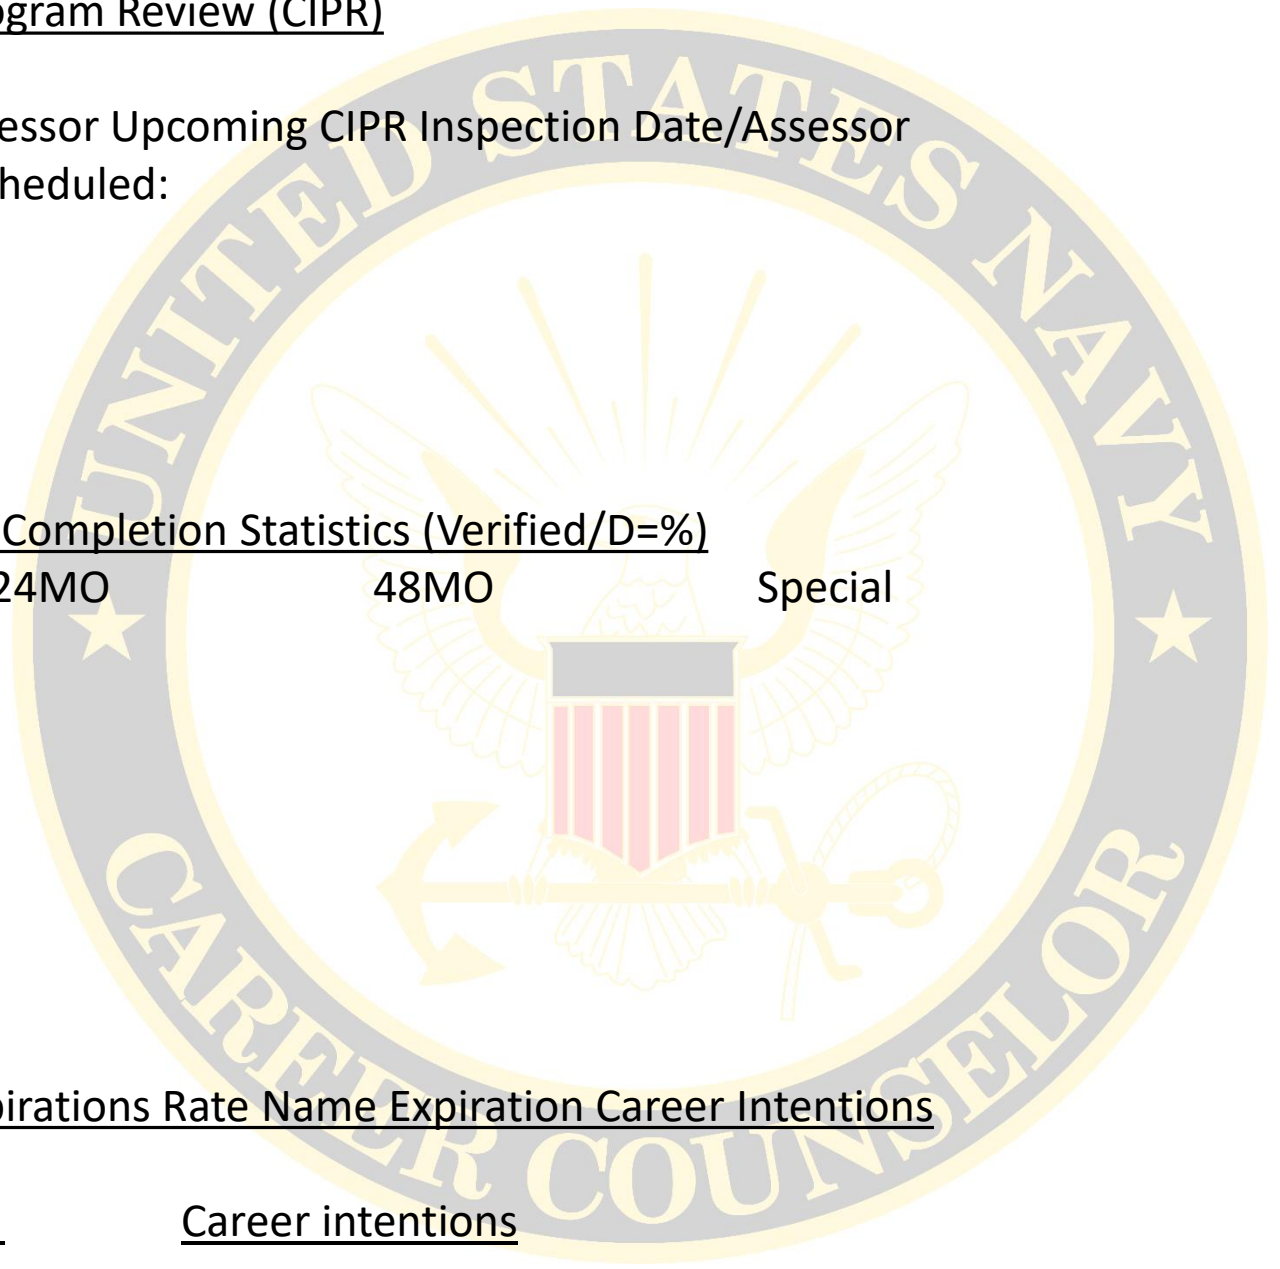 ogram Review (CIPR)
essor Upcoming CIPR Inspection Date/Assessor
heduled:
Completion Statistics (Verified/D=%)
24MO 48MO Special
pirations Rate Name Expiration Career Intentions
Career intentions
UNITED STATES NAVY
CAREER COUNSELOR